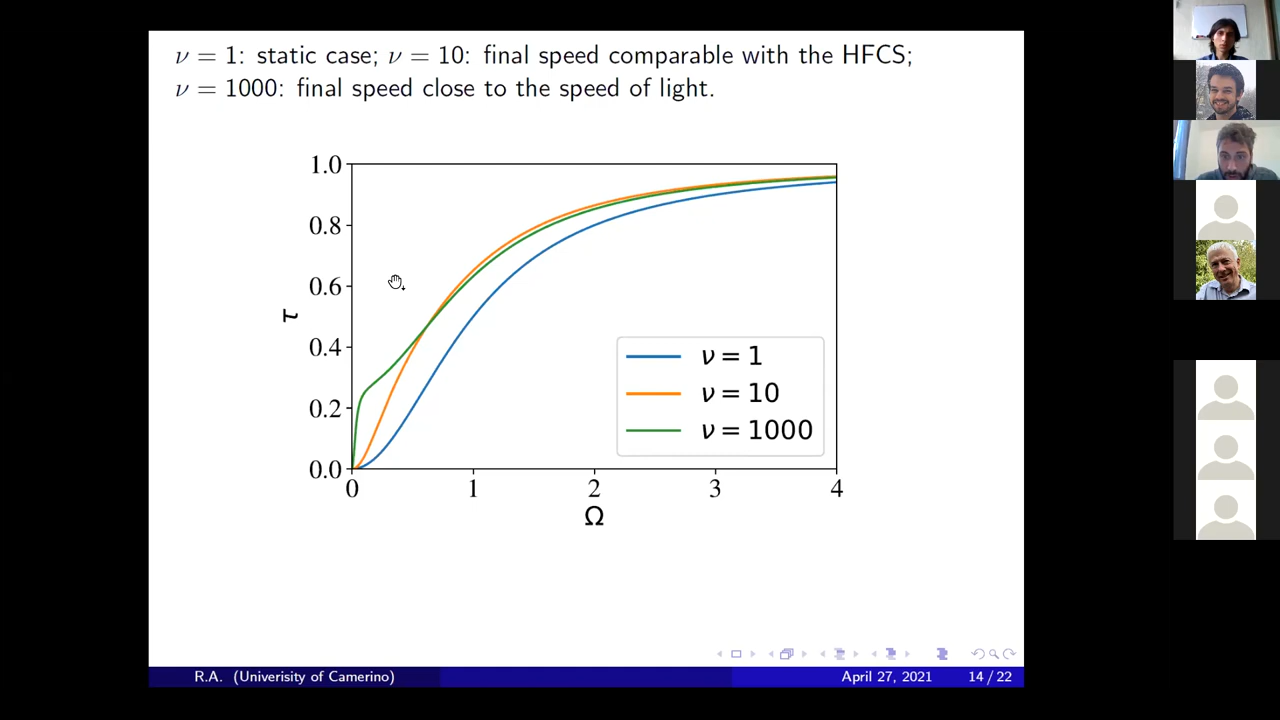 ν = 1: static case; ν = 10: final speed comparable with the HFCS;
ν = 1000: final speed close to the speed of light.
1.0
0.8
0.6
0.4
0.2
0.0
τ
0 1 2 3 4
Ω
ν = 1
ν = 10
ν = 1000
R.A. (Univerisity of Camerino) April 27, 2021 14 / 22